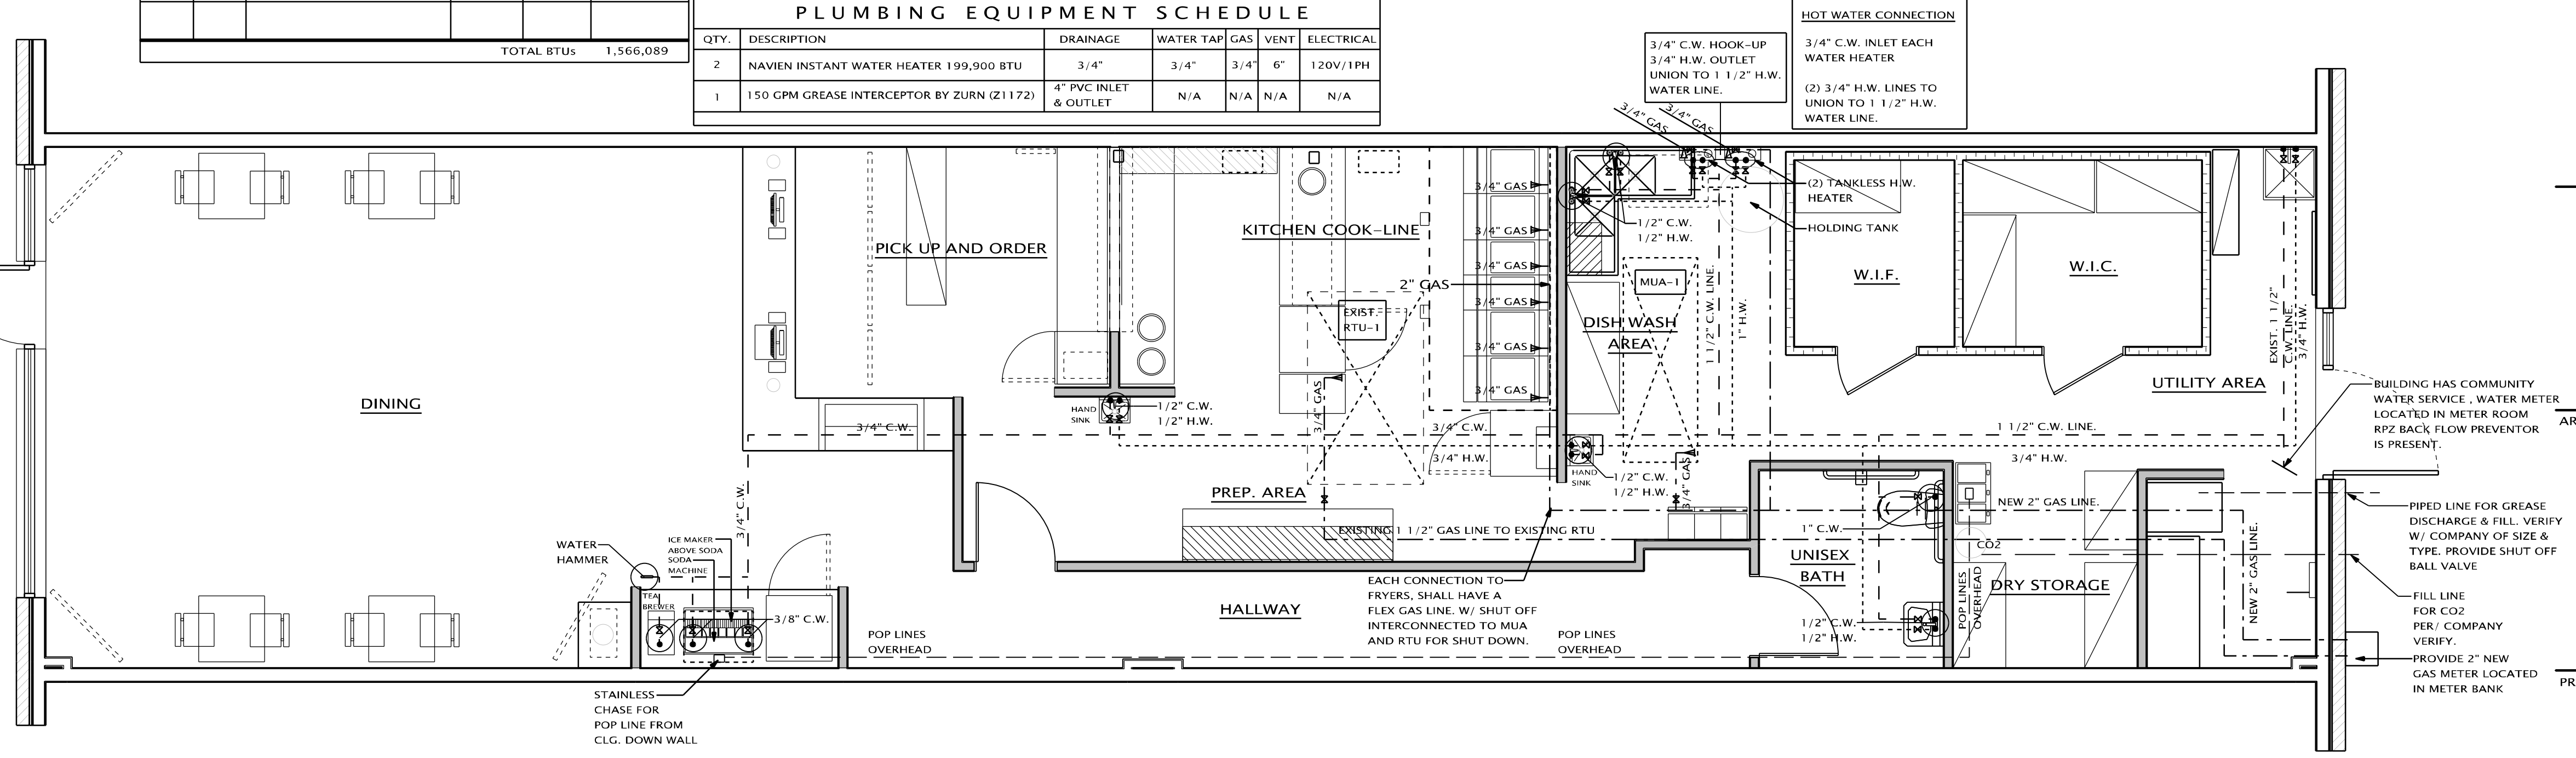 PLUMBING EQUIPMENT SCHEDULE
QTY. DESCRIPTION DRAINAGE WATER TAP GAS VENT ELECTRICAL
2 NAVIEN INSTANT WATER HEATER 199,900 BTU 3/4" 3/4" 3/4" 6" 120V/1PH
1 150 GPM GREASE INTERCEPTOR BY ZURN (Z1172) 4" PVC INLET & OUTLET N/A N/A N/A N/A
TOTAL BTUs 1,566,089
3/4" C.W. HOOK-UP
3/4" H.W. OUTLET
UNION TO 1 1/2" H.W.
WATER LINE.
HOT WATER CONNECTION
3/4" C.W. INLET EACH
WATER HEATER
(2) 3/4" H.W. LINES TO
UNION TO 1 1/2" H.W.
WATER LINE.
3/4" GAS
3/4" GAS
DINING
PICK UP AND ORDER
3/4" C.W.
HAND
SINK
1/2" C.W.
1/2" H.W.
KITCHEN COOK-LINE
EXIST.
RTU-1
3/4" GAS
2" GAS
3/4" GAS
3/4" GAS
3/4" GAS
3/4" GAS
3/4" GAS
3/4" GAS
3/4" C.W.
3/4" H.W.
PREP. AREA
1/2" C.W.
1/2" H.W.
MUA-1
DISH WASH
AREA
1 1/2" C.W. LINE.
1" H.W.
HAND
SINK
1/2" C.W.
1/2" H.W.
3/4" GAS
(2) TANKLESS H.W.
HEATER
HOLDING TANK
W.I.F.
W.I.C.
EXIST. 1 1/2"
C.W. LINE.
3/4" H.W.
UTILITY AREA
1 1/2" C.W. LINE.
3/4" H.W.
BUILDING HAS COMMUNITY
WATER SERVICE , WATER METER
LOCATED IN METER ROOM
RPZ BACK FLOW PREVENTOR
IS PRESENT.
AR
NEW 2" GAS LINE.
EXISTING 1 1/2" GAS LINE TO EXISTING RTU
1" C.W.
UNISEX
BATH
1/2" C.W.
1/2" H.W.
CO2
POP LINES
OVERHEAD
DRY STORAGE
NEW 2" GAS LINE.
PIPED LINE FOR GREASE
DISCHARGE & FILL. VERIFY
W/ COMPANY OF SIZE &
TYPE. PROVIDE SHUT OFF
BALL VALVE
FILL LINE
FOR CO2
PER/ COMPANY
VERIFY.
PROVIDE 2" NEW
GAS METER LOCATED
IN METER BANK
PR
3/4" C.W.
WATER
HAMMER
ICE MAKER
ABOVE SODA
SODA
MACHINE
TEA
BREWER
3/8" C.W.
POP LINES
OVERHEAD
HALLWAY
EACH CONNECTION TO
FRYERS, SHALL HAVE A
FLEX GAS LINE. W/ SHUT OFF
INTERCONNECTED TO MUA
AND RTU FOR SHUT DOWN.
POP LINES
OVERHEAD
STAINLESS
CHASE FOR
POP LINE FROM
CLG. DOWN WALL